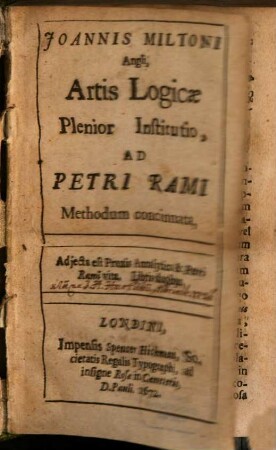 JOANNIS MILTONI
Angli,
Artis Logicæ
Plenior Institutio,
AD
PETRI RAMI
Methodum concinnata,
Adjecta est Praxis Analytica & Petri
Rami vita. Libris duobus.
LONDINI,
Impensis Spencer Hickman, So-
cietatis Regalis Typographi, ad
insigne Rosæ in Cæmeterio,
D. Pauli. 1672.